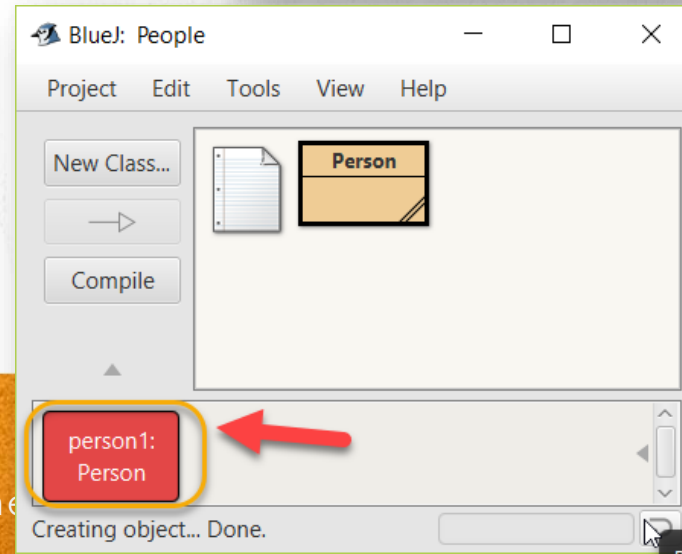 BlueJ: People
Project Edit Tools View Help
New Class...
Person
Compile
person1:
Person
Creating object... Done.